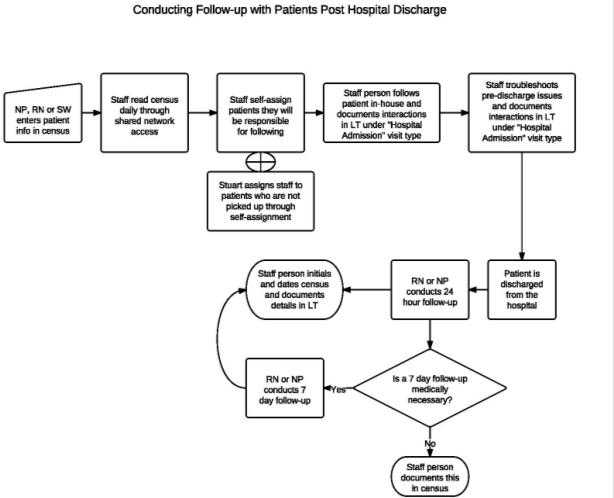 Conducting Follow-up with Patients Post Hospital Discharge
NP, RN or SW
enters patient
info in census
Staff read census
daily through
shared network
access
Staff self-assign
patients they will
be responsible
for following
Staff person follows
patient in-house and
documents interactions
in LT under "Hospital
Admission" visit type
Staff troubleshoots
pre-discharge issues
and documents
interactions in LT
under "Hospital
Admission" visit type
Stuart assigns staff to
patients who are not
picked up through
self-assignment
Staff person initials
and dates census
and documents
details in LT
RN or NP
conducts 24
hour follow-up
Patient is
discharged
from the
hospital
RN or NP
conducts 7
day follow-up
Yes
Is a 7 day follow-up
medically
necessary?
No
Staff person
documents this
in census